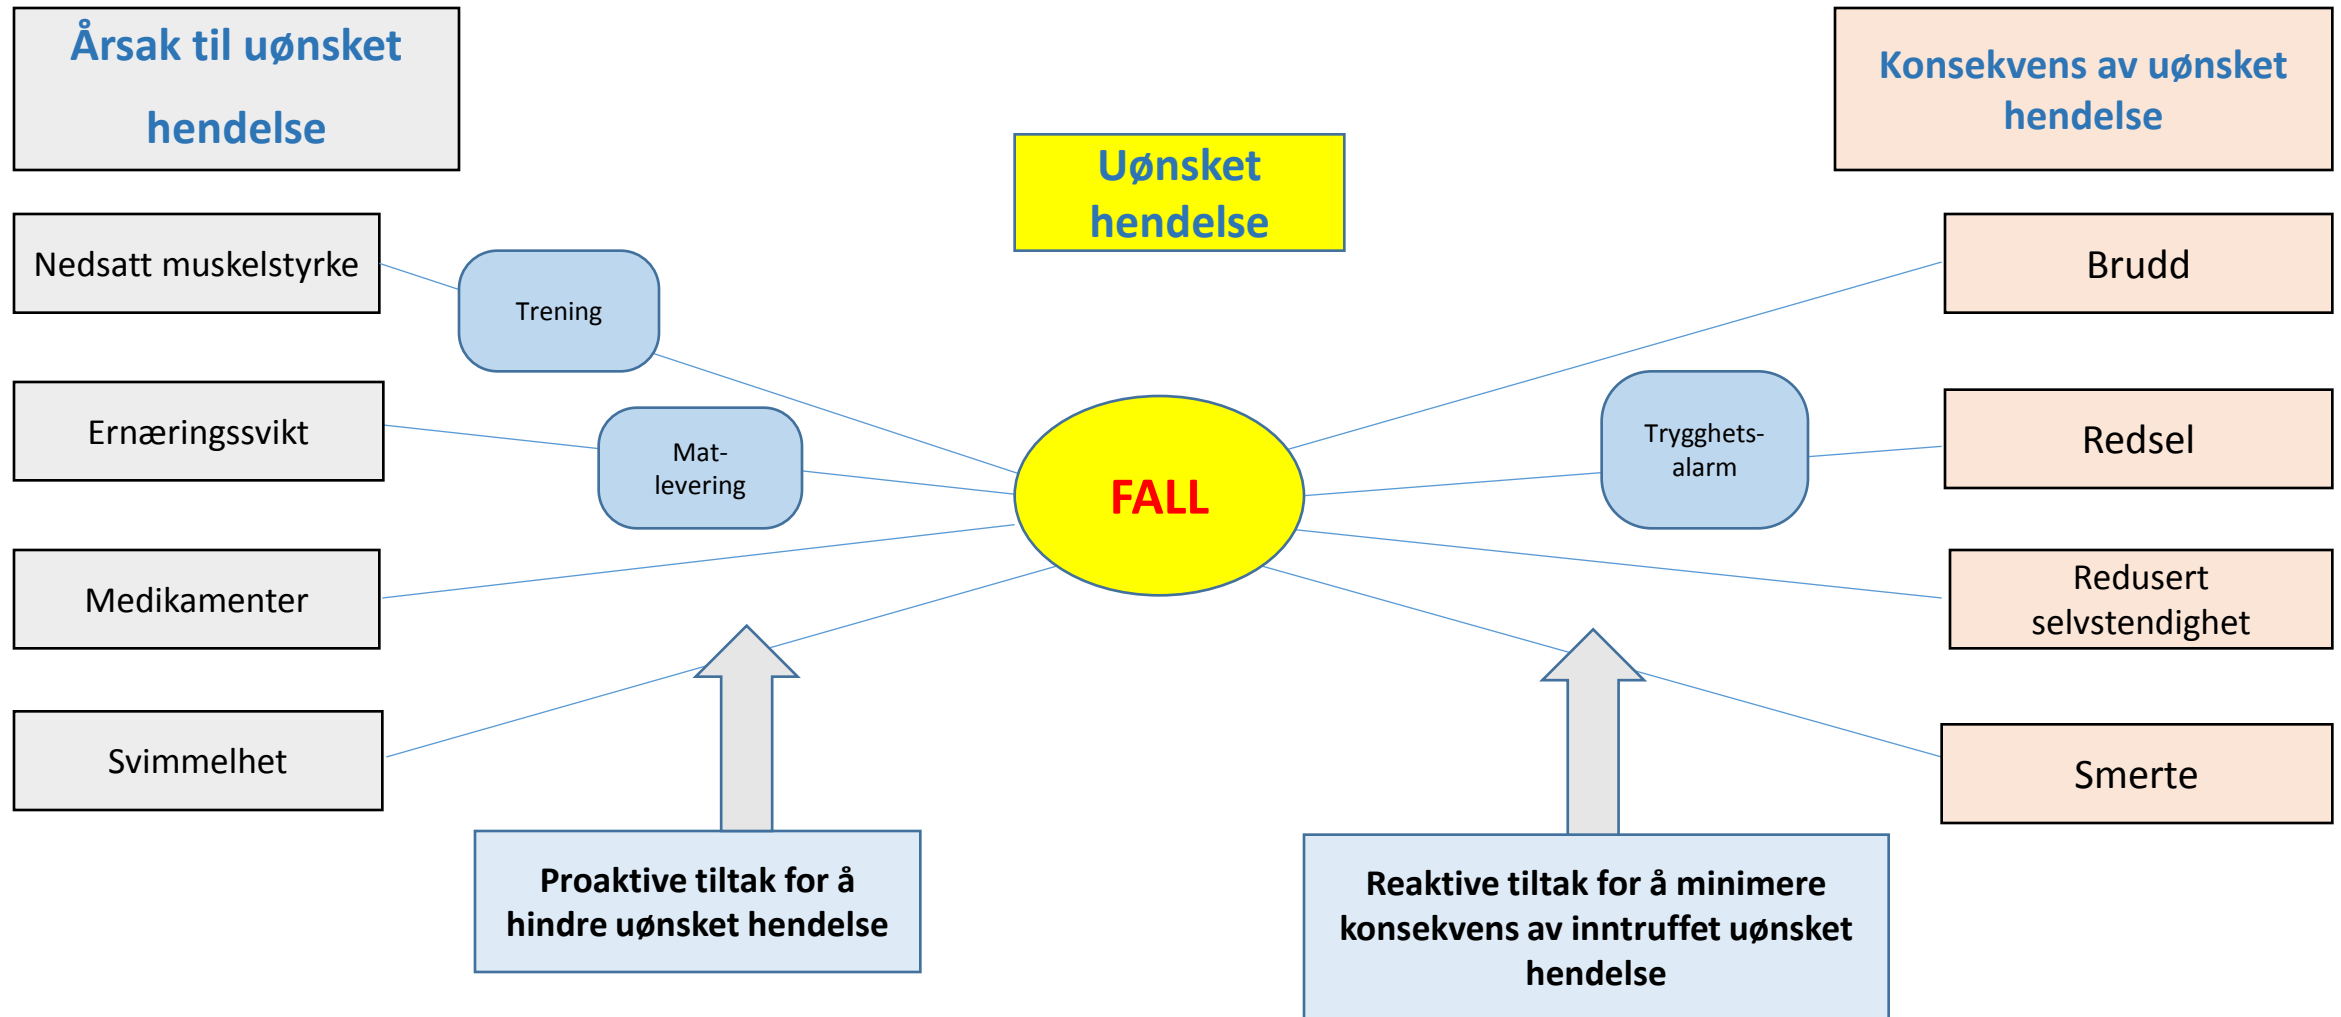 Årsak til uønsket
hendelse
Uønsket
hendelse
Konsekvens av uønsket
hendelse
Nedsatt muskelstyrke
Trening
Ernæringssvikt
Mat-
levering
Medikamenter
Svimmelhet
FALL
Brudd
Trygghets-
alarm
Redsel
Redusert
selvstendighet
Smerte
Proaktive tiltak for å
hindre uønsket hendelse
Reaktive tiltak for å minimere
konsekvens av inntruffet uønsket
hendelse